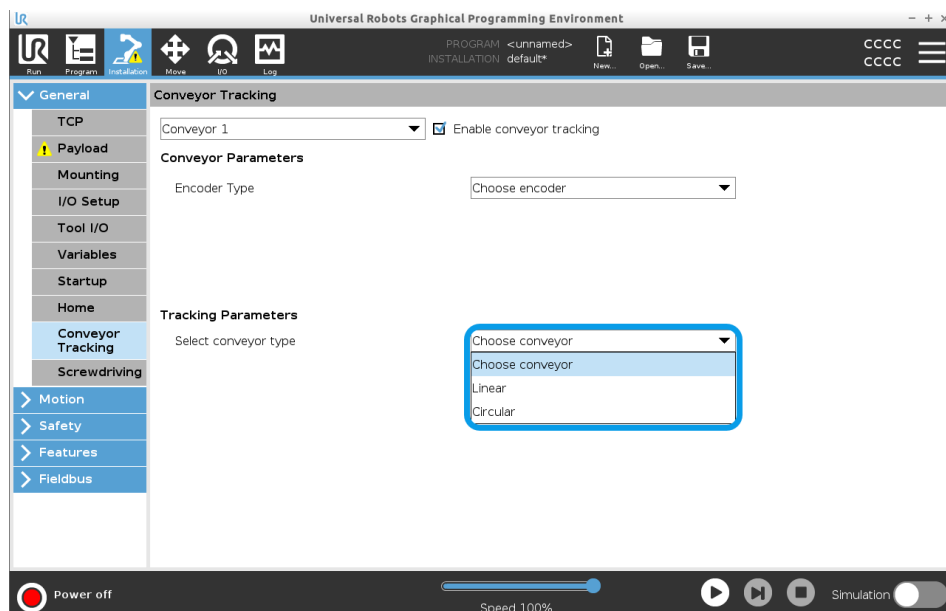 Universal Robots Graphical Programming Environment
PROGRAM <unnamed>
INSTALLATION default*
CCCC
CCCC
Run
Program
Installation
Move
I/O
Log
New...
Open...
Save...
General
Conveyor Tracking
TCP
Payload
Mounting
I/O Setup
Tool I/O
Variables
Startup
Home
Conveyor
Tracking
Screwdriving
Motion
Safety
Features
Fieldbus
Conveyor 1
Enable conveyor tracking
Conveyor Parameters
Encoder Type
Choose encoder
Tracking Parameters
Select conveyor type
Choose conveyor
Choose conveyor
Linear
Circular
Power off
Speed 100%
Simulation